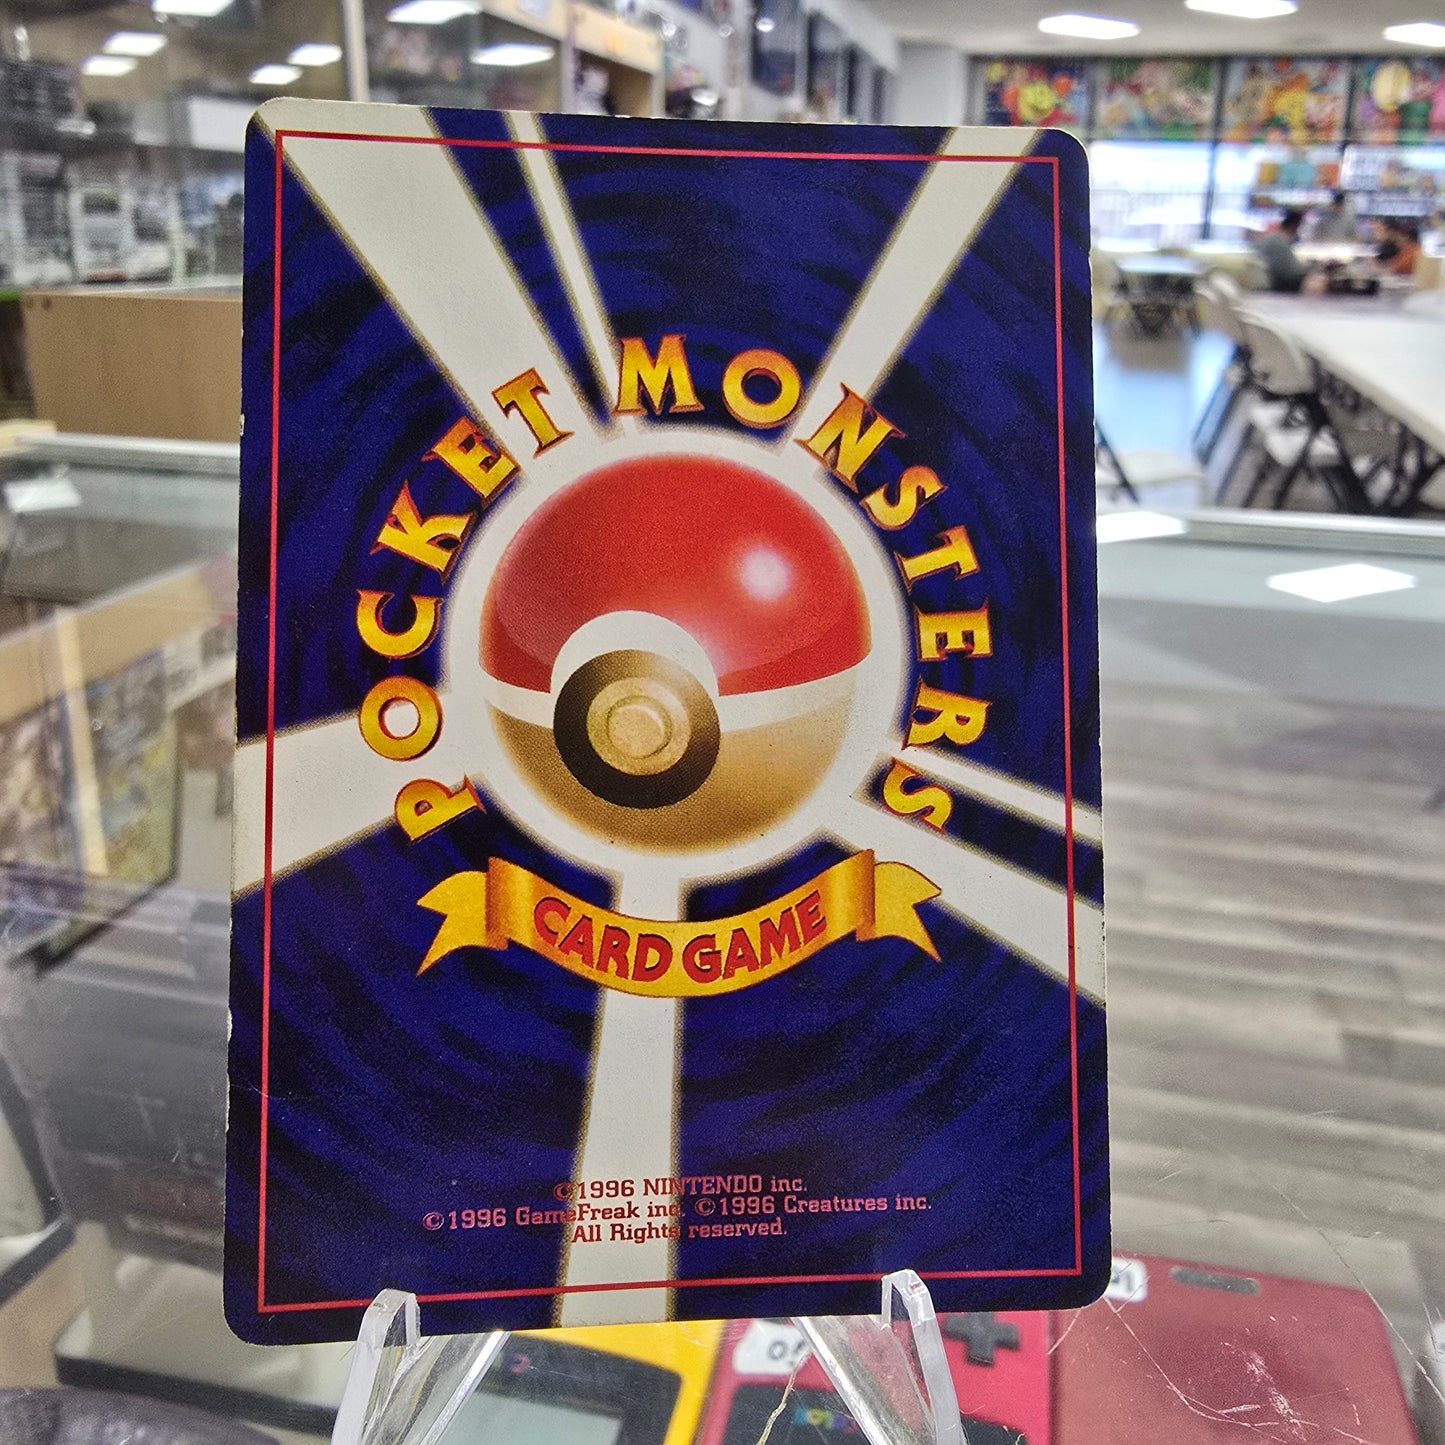 POCKET MONSTERS
CARD GAME
©1996 NINTENDO inc.
©1996 GameFreak inc. ©1996 Creatures inc.
All Rights reserved.